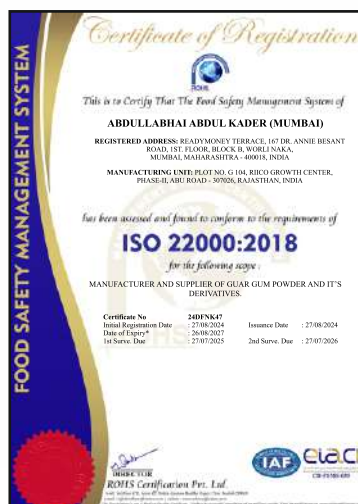 FOOD SAFETY MANAGEMENT SYSTEM
Certificate of Registration
ROHS
This is to Certify That The Food Safety Management System of
ABDULLABHAI ABDUL KADER (MUMBAI)
REGISTERED ADDRESS: READYMONEY TERRACE, 167 DR. ANNIE BESANT
ROAD, 1ST. FLOOR, BLOCK B, WORLI NAKA,
MUMBAI, MAHARASHTRA - 400018, INDIA
MANUFACTURING UNIT: PLOT NO. G 104, RIICO GROWTH CENTER,
PHASE-II, ABU ROAD - 307026, RAJASTHAN, INDIA
has been assessed and found to conform to the requirements of
ISO 22000:2018
for the following scope :
MANUFACTURER AND SUPPLIER OF GUAR GUM POWDER AND IT'S
DERIVATIVES.
Certificate No 24DFNK47
Initial Registration Date : 27/08/2024 Issuance Date : 27/08/2024
Date of Expiry* : 26/08/2027
1st Surve. Due : 27/07/2025 2nd Surve. Due : 27/07/2026
DIRECTOR
ROHS Certification Pvt. Ltd.
IAF
eiac